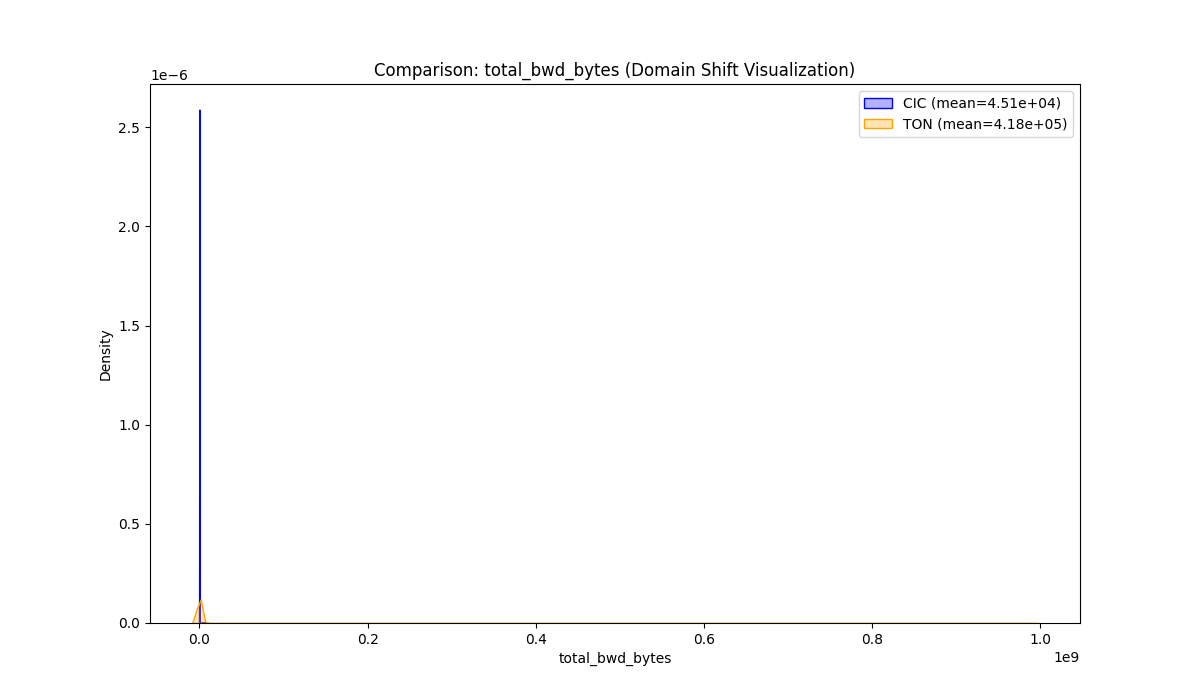 Comparison: total_bwd_bytes (Domain Shift Visualization)
1e−6
CIC (mean=4.51e+04)
TON (mean=4.18e+05)
2.5
2.0
1.5
1.0
0.5
0.0
Density
0.0 0.2 0.4 0.6 0.8 1.0
1e9
total_bwd_bytes